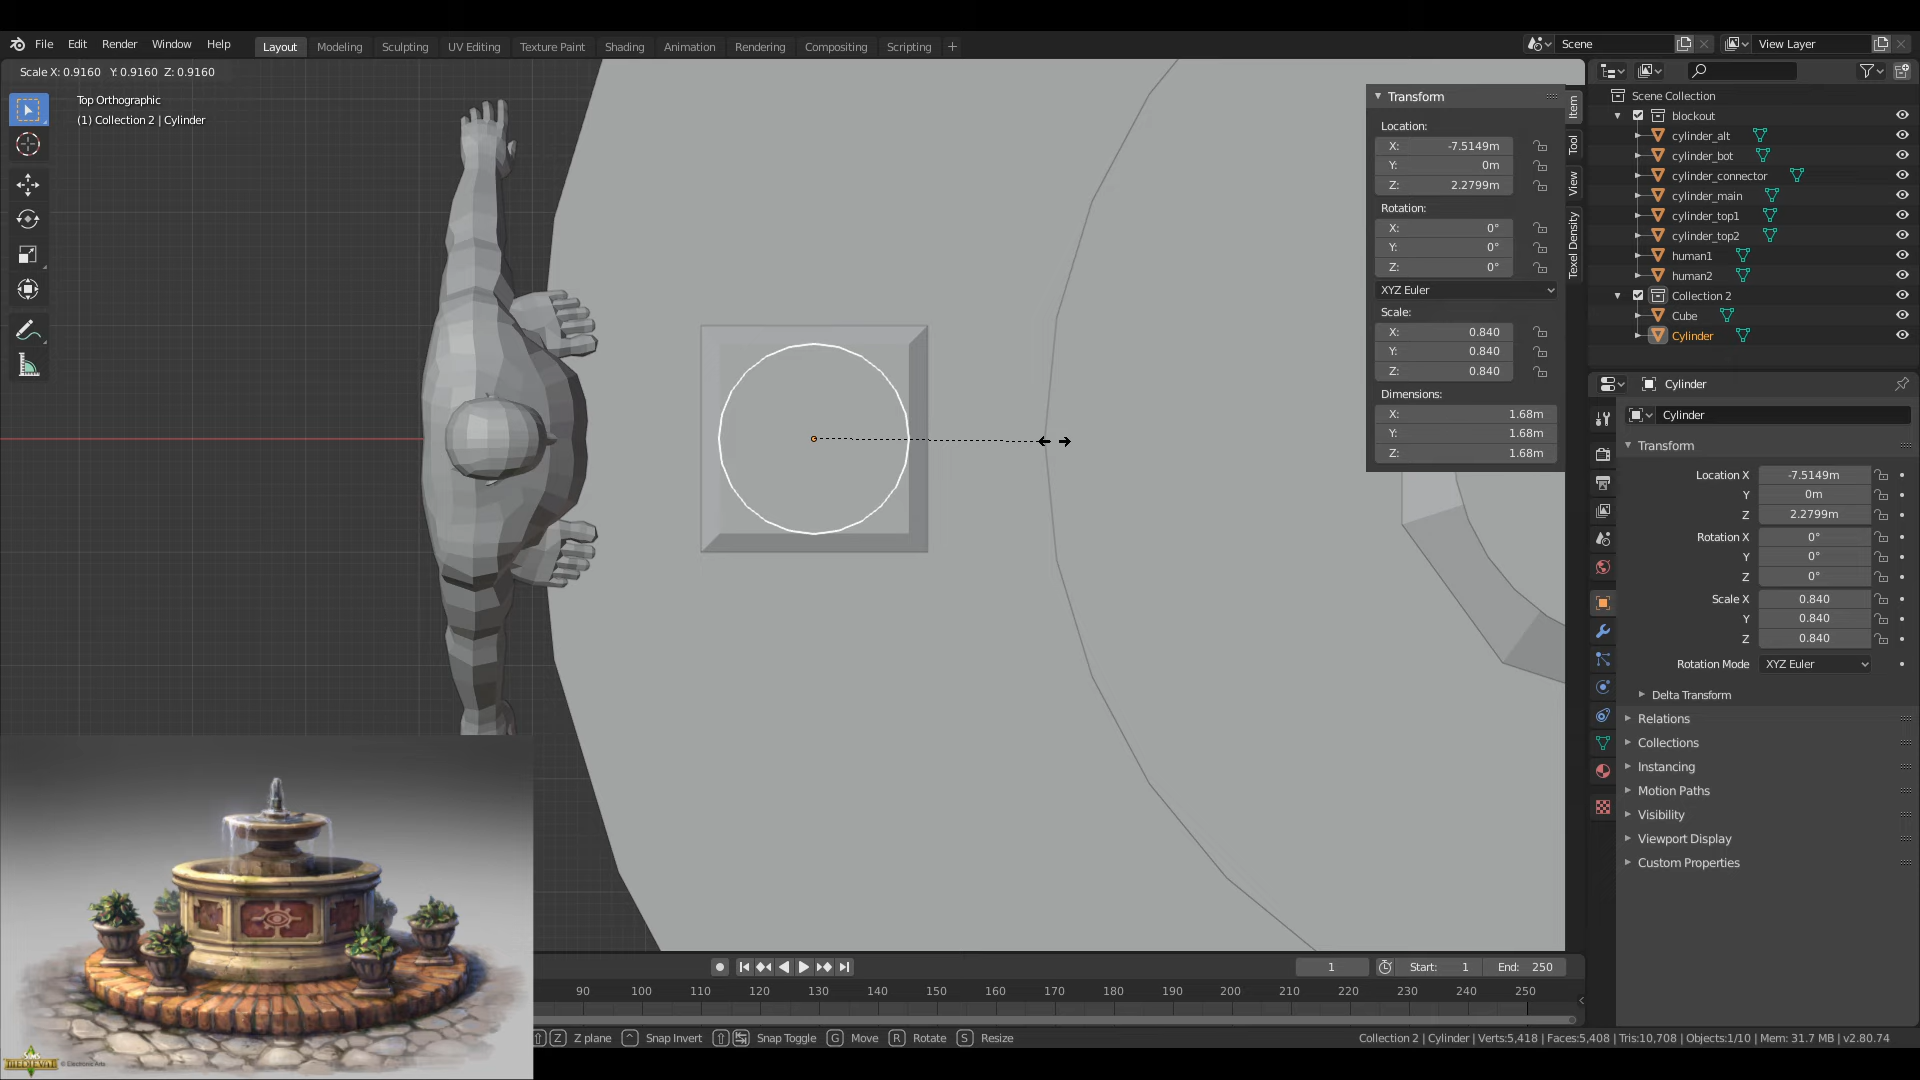 File Edit Render Window Help Layout Modeling Sculpting UV Editing Texture Paint Shading Animation Rendering Compositing Scripting + Scene View Layer
Scale X: 0.9160 Y: 0.9160 Z: 0.9160
Top Orthographic
(1) Collection 2 | Cylinder
Transform
Location:
X: -7.5149m
Y: 0m
Z: 2.2799m
Rotation:
X: 0°
Y: 0°
Z: 0°
XYZ Euler
Scale:
X: 0.840
Y: 0.840
Z: 0.840
Dimensions:
X: 1.68m
Y: 1.68m
Z: 1.68m
Item
Tool
View
Texel Density
Scene Collection
blockout
cylinder_alt
cylinder_bot
cylinder_connector
cylinder_main
cylinder_top1
cylinder_top2
human1
human2
Collection 2
Cube
Cylinder
Cylinder
Cylinder
Transform
Location X -7.5149m
Y 0m
Z 2.2799m
Rotation X 0°
Y 0°
Z 0°
Scale X 0.840
Y 0.840
Z 0.840
Rotation Mode XYZ Euler
Delta Transform
Relations
Collections
Instancing
Motion Paths
Visibility
Viewport Display
Custom Properties
1 Start: 1 End: 250
90 100 110 120 130 140 150 160 170 180 190 200 210 220 230 240 250
Z Z plane ^ Snap Invert Snap Toggle G Move R Rotate S Resize
Collection 2 | Cylinder | Verts:5,418 | Faces:5,408 | Tris:10,708 | Objects:1/10 | Mem: 31.7 MB | v2.80.74
MEDIEVAL
© Electronic Arts